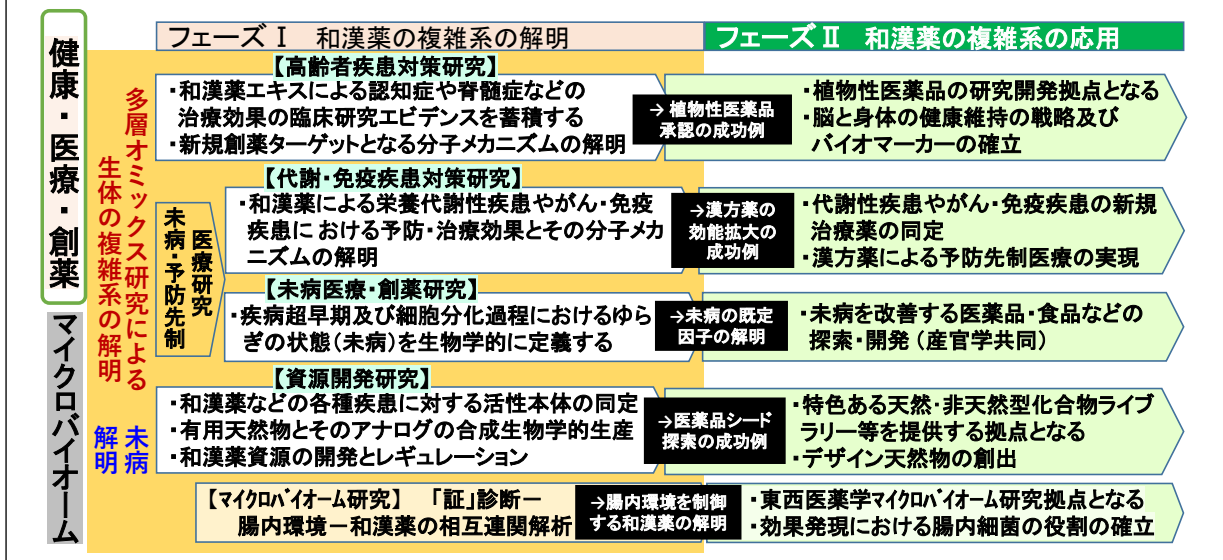 健康・医療・創薬
マイクロバイオーム
多層オミックス研究による
生体の複雑系の解明
未病
解明
フェーズⅠ 和漢薬の複雑系の解明
フェーズⅡ 和漢薬の複雑系の応用
【高齢者疾患対策研究】
・和漢薬エキスによる認知症や脊髄症などの
治療効果の臨床研究エビデンスを蓄積する
・新規創薬ターゲットとなる分子メカニズムの解明
→植物性医薬品
承認の成功例
・植物性医薬品の研究開発拠点となる
・脳と身体の健康維持の戦略及び
バイオマーカーの確立
医療研究
未病・予防先制
【代謝・免疫疾患対策研究】
・和漢薬による栄養代謝性疾患やがん・免疫
疾患に おける予防・治療効果とその分子メカ
ニズムの解明
→漢方薬の
効能拡大の
成功例
・代謝性疾患やがん・免疫疾患の新規
治療薬の同定
・漢方薬による予防先制医療の実現
【未病医療・創薬研究】
・疾病超早期及び細胞分化過程におけるゆら
ぎの状態（未病）を生物学的に定義する
→未病の既定
因子の解明
・未病を改善する医薬品・食品などの
探索・開発（産官学共同）
【資源開発研究】
・和漢薬などの各種疾患に対する活性本体の同定
・有用天然物とそのアナログの合成生物学的生産
・和漢薬資源の開発とレギュレーション
→医薬品シード
探索の成功例
・特色ある天然・非天然型化合物ライブ
ラリー等を提供する拠点となる
・デザイン天然物の創出
【マイクロバイオーム研究】 「証」診断－
腸内環境－和漢薬の相互連関解析
→腸内環境を制御
する和漢薬の解明
・東西医薬学マイクロバイオーム研究拠点となる
・効果発現における腸内細菌の役割の確立